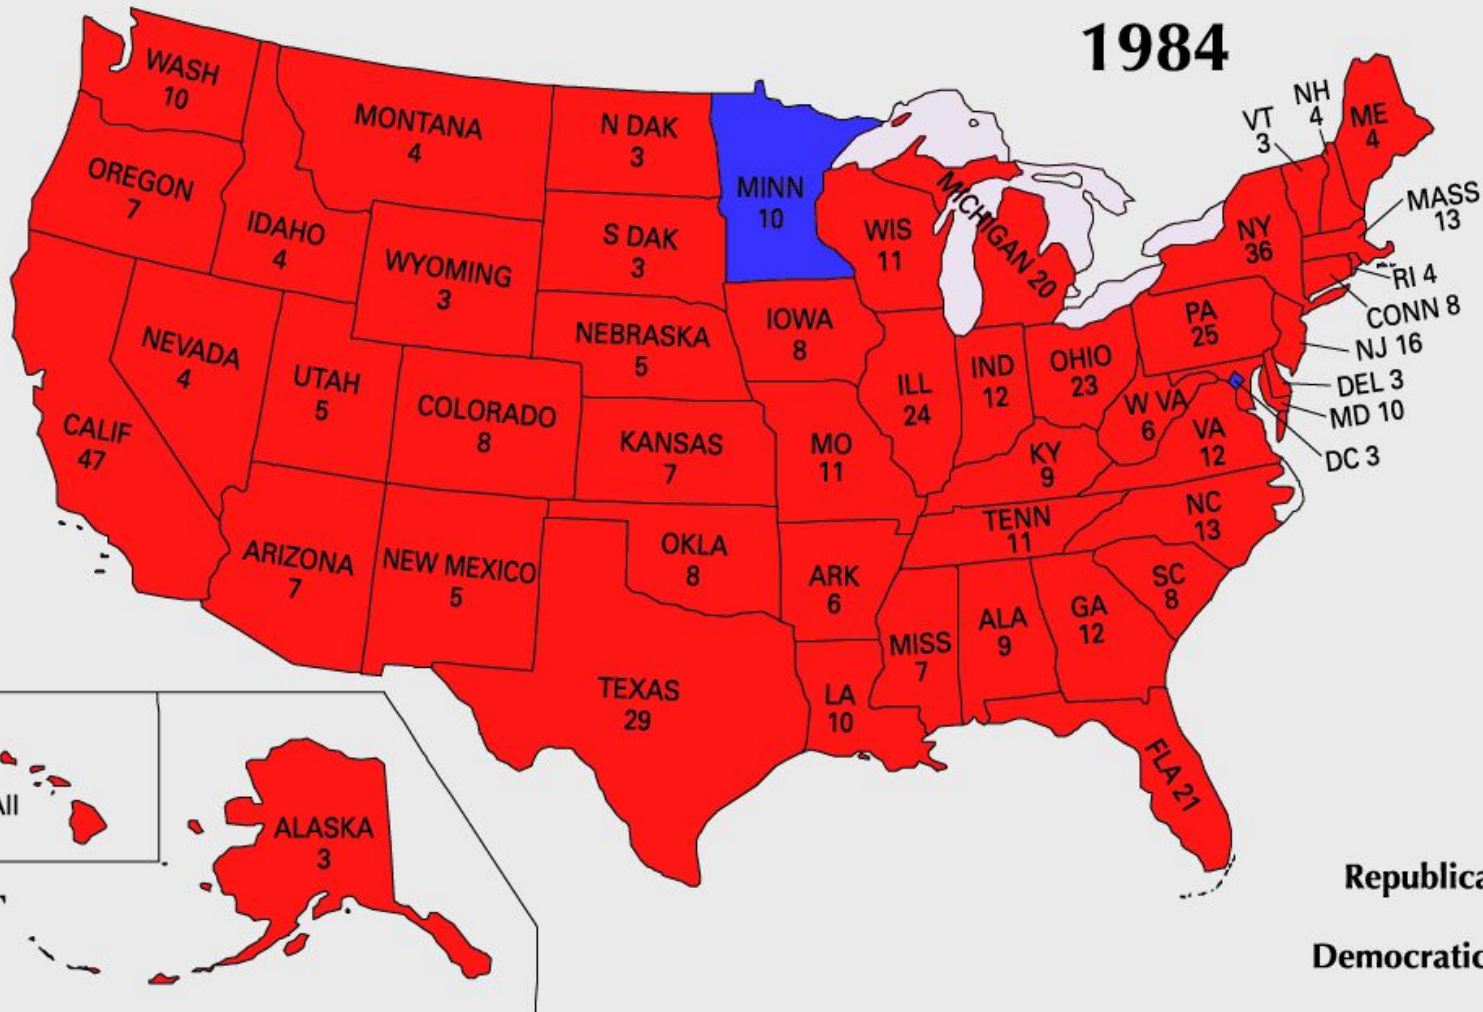 1984
WASH
10
OREGON
7
CALIF
47
NEVADA
4
IDAHO
4
MONTANA
4
WYOMING
3
UTAH
5
COLORADO
8
ARIZONA
7
NEW MEXICO
5
N DAK
3
S DAK
3
NEBRASKA
5
KANSAS
7
OKLA
8
TEXAS
29
MINN
10
IOWA
8
MO
11
ARK
6
LA
10
WIS
11
ILL
24
MICHIGAN 20
IND
12
OHIO
23
KY
9
TENN
11
MISS
7
ALA
9
GA
12
FLA 21
SC
8
NC
13
VA
12
W VA
6
PA
25
NY
36
VT
3
NH
4
ME
4
MASS
13
RI 4
CONN 8
NJ 16
DEL 3
MD 10
DC 3
ALASKA
3
Republica
Democratic